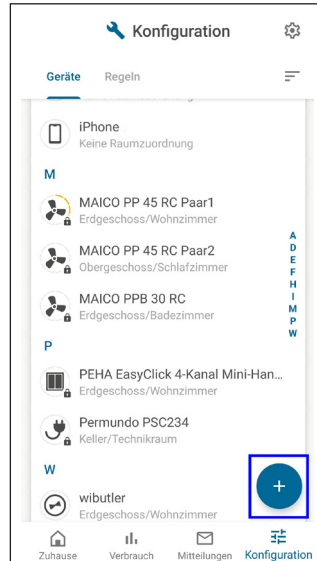 Konfiguration
Geräte Regeln
iPhone
Keine Raumzuordnung
M
MAICO PP 45 RC Paar1
Erdgeschoss/Wohnzimmer
MAICO PP 45 RC Paar2
Obergeschoss/Schlafzimmer
MAICO PPB 30 RC
Erdgeschoss/Badezimmer
A
D
E
F
H
I
M
P
W
P
PEHA EasyClick 4-Kanal Mini-Han...
Erdgeschoss/Wohnzimmer
Permundo PSC234
Keller/Technikraum
W
wibutler
Erdgeschoss/Wohnzimmer
+
Zuhause Verbrauch Mitteilungen Konfiguration